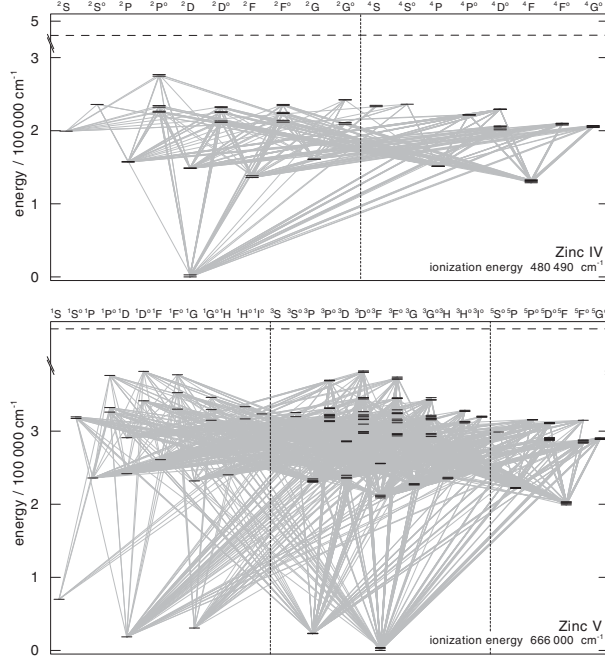 ²S ²S° ²P ²P° ²D ²D° ²F ²F° ²G ²G° ⁴S ⁴S° ⁴P ⁴P° ⁴D° ⁴F ⁴F° ⁴G°
5
3
2
1
0
energy / 100 000 cm⁻¹
Zinc IV
ionization energy 480 490 cm⁻¹
¹S ¹S° ¹P ¹P° ¹D ¹D° ¹F ¹F° ¹G ¹G° ¹H ¹H° ¹I° ³S ³S° ³P ³P° ³D ³D° ³F ³F° ³G ³G° ³H ³H° ³I° ⁵S° ⁵P ⁵P° ⁵D° ⁵F ⁵F° ⁵G°
3
2
1
0
energy / 100 000 cm⁻¹
Zinc V
ionization energy 666 000 cm⁻¹